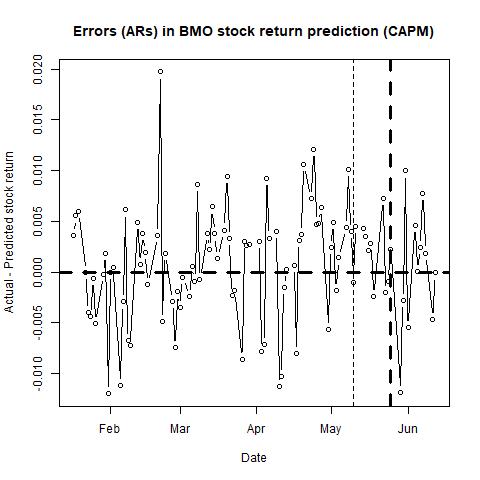 Errors (ARs) in BMO stock return prediction (CAPM)
Actual - Predicted stock return
0.020
0.015
0.010
0.005
0.000
-0.005
-0.010
Feb Mar Apr May Jun
Date